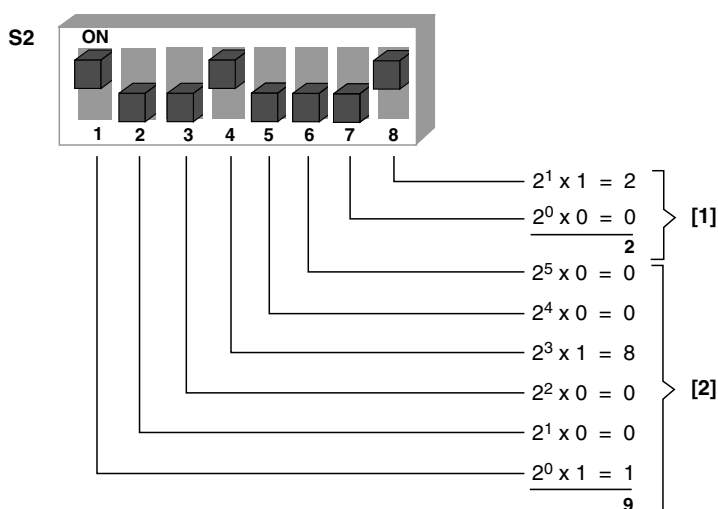 S2
ON
1 2 3 4 5 6 7 8
2¹ x 1 = 2
2⁰ x 0 = 0
2
[1]
2⁵ x 0 = 0
2⁴ x 0 = 0
2³ x 1 = 8
2² x 0 = 0
2¹ x 0 = 0
2⁰ x 1 = 1
9
[2]